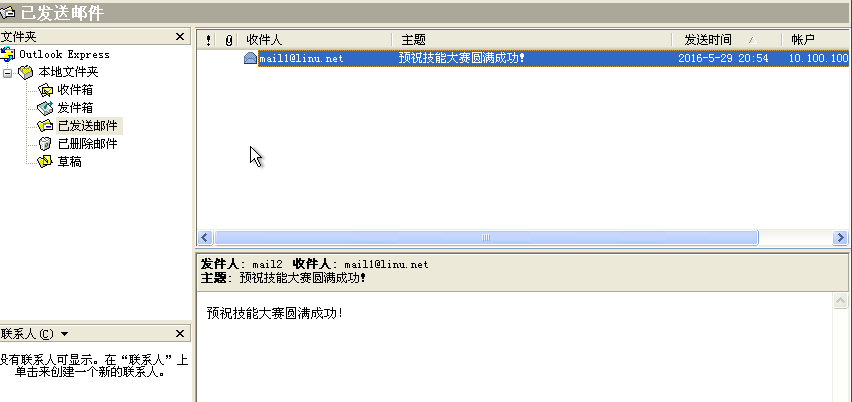 已发送邮件
文件夹
Outlook Express
本地文件夹
收件箱
发件箱
已发送邮件
已删除邮件
草稿
联系人(C)
没有联系人可显示。在“联系人”上
单击来创建一个新的联系人。
! 收件人 主题 发送时间 帐户
mail1@linu.net 预祝技能大赛圆满成功! 2016-5-29 20:54 10.100.100
发件人: mail2 收件人: mail1@linu.net
主题: 预祝技能大赛圆满成功!
预祝技能大赛圆满成功!